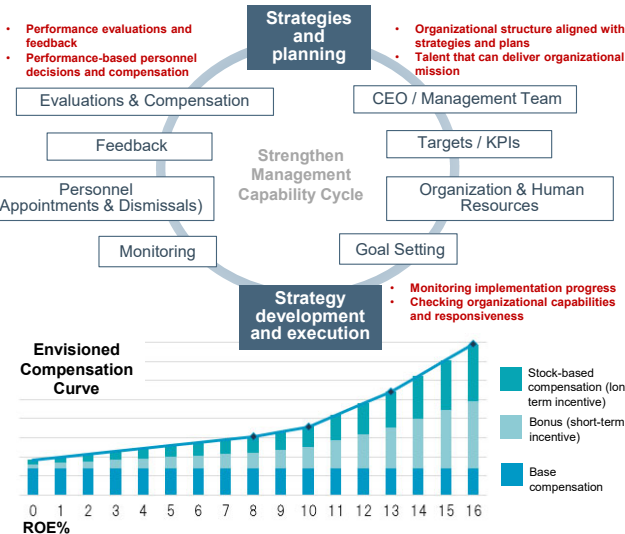 Strategies
and
planning
• Performance evaluations and
feedback
• Performance-based personnel
decisions and compensation
• Organizational structure aligned with
strategies and plans
• Talent that can deliver organizational
mission
Evaluations & Compensation
Feedback
Personnel
Appointments & Dismissals)
Monitoring
Strengthen
Management
Capability Cycle
CEO / Management Team
Targets / KPIs
Organization & Human
Resources
Goal Setting
Strategy
development
and execution
• Monitoring implementation progress
• Checking organizational capabilities
and responsiveness
Envisioned
Compensation
Curve
Stock-based
compensation (lon
term incentive)
Bonus (short-term
incentive)
Base
compensation
0 1 2 3 4 5 6 7 8 9 10 11 12 13 14 15 16
ROE%